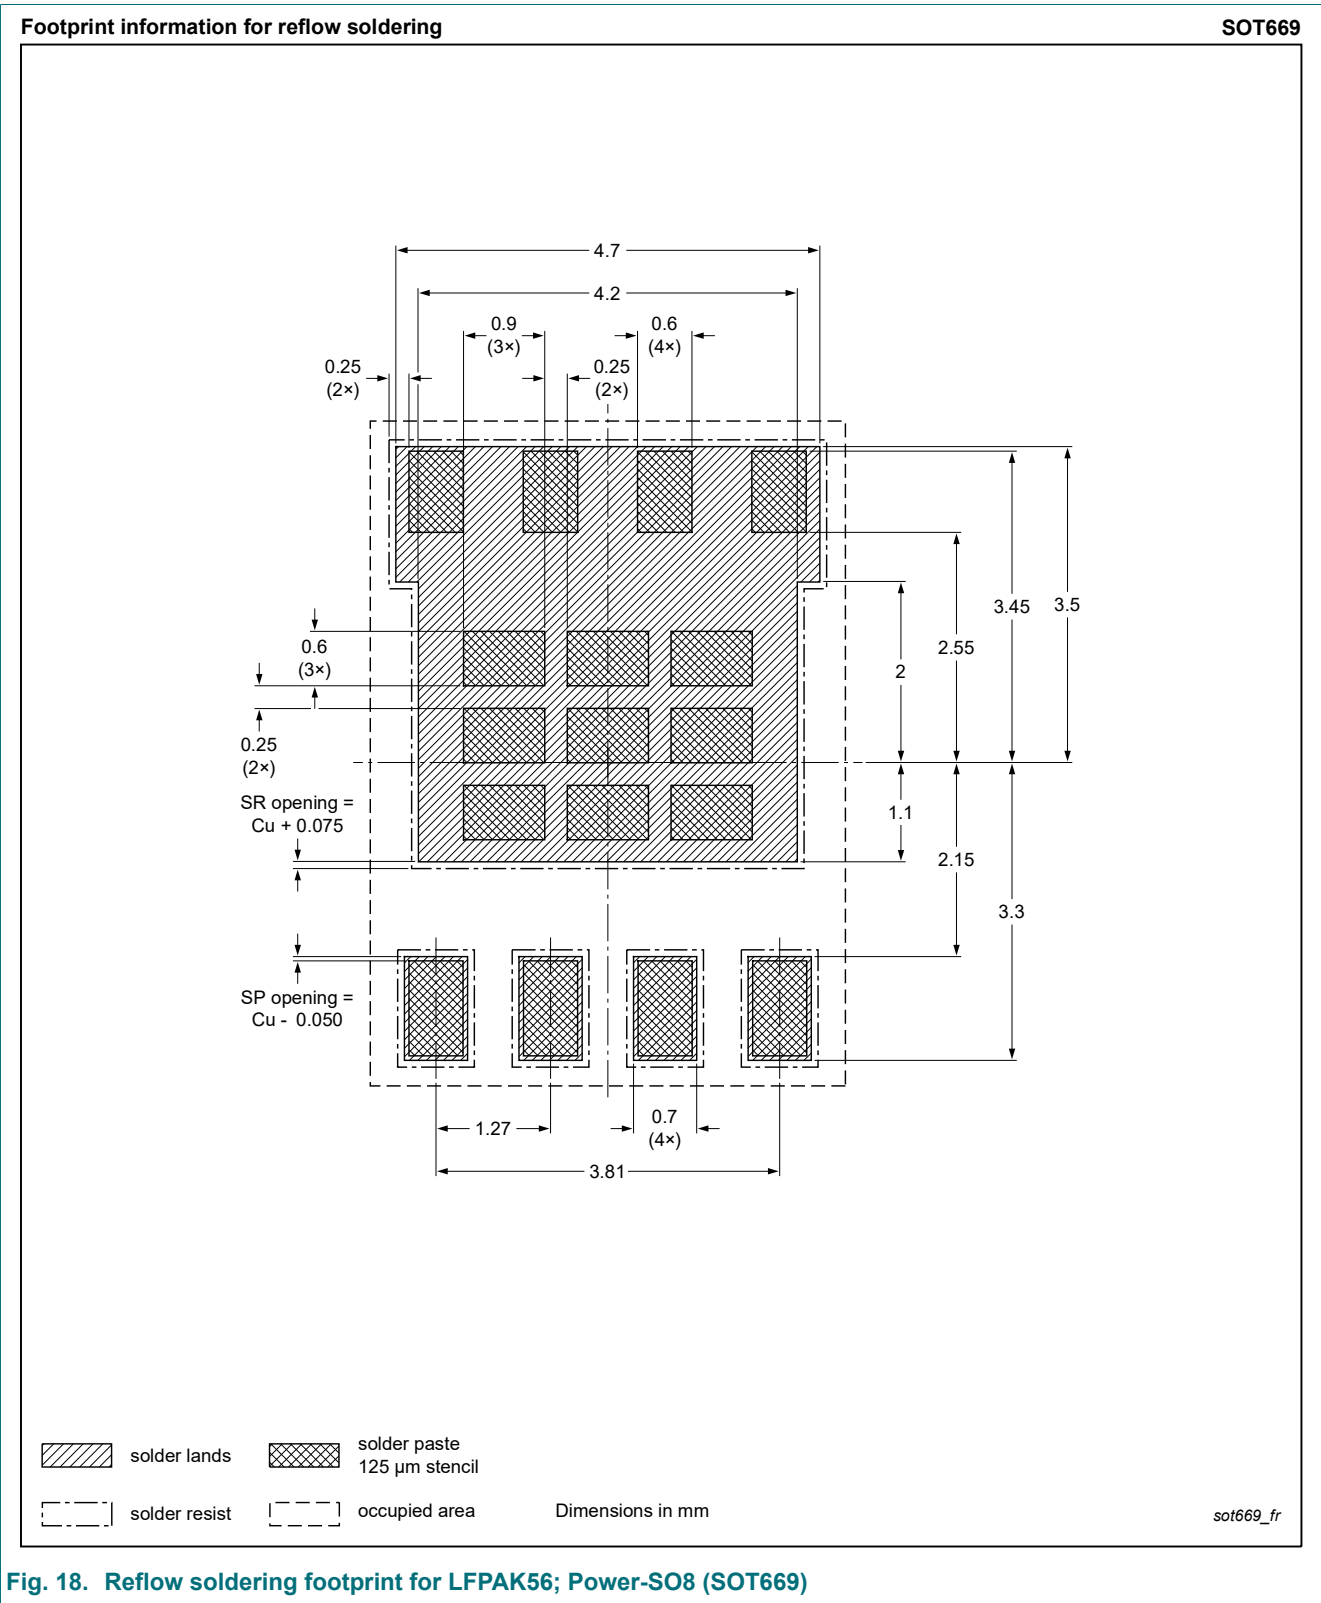 Footprint information for reflow soldering
SOT669
4.7
4.2
0.9
(3×)
0.6
(4×)
0.25
(2×)
0.25
(2×)
3.45
3.5
2.55
2
0.6
(3×)
0.25
(2×)
SR opening =
Cu + 0.075
1.1
2.15
3.3
SP opening =
Cu - 0.050
1.27
0.7
(4×)
3.81
solder lands
solder paste
125 µm stencil
solder resist
occupied area
Dimensions in mm
sot669_fr
Fig. 18. Reflow soldering footprint for LFPAK56; Power-SO8 (SOT669)